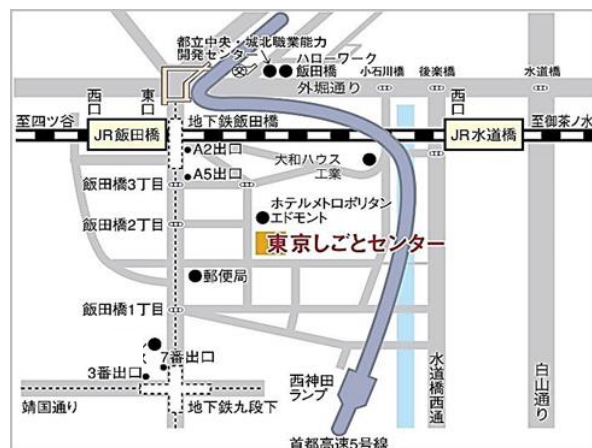 都立中央・城北職業能力
開発センター
ハローワーク
飯田橋
小石川橋
後楽橋
水道橋
外堀通り
西口
東口
西口
至四ツ谷
JR飯田橋
地下鉄飯田橋
JR水道橋
至御茶ノ水
A2出口
大和ハウス
工業
A5出口
飯田橋3丁目
ホテルメトロポリタン
エドモント
飯田橋2丁目
東京しごとセンター
郵便局
飯田橋1丁目
7番出口
3番出口
西神田
ランプ
水道橋西通
白山通り
靖国通り
地下鉄九段下
首都高速5号線